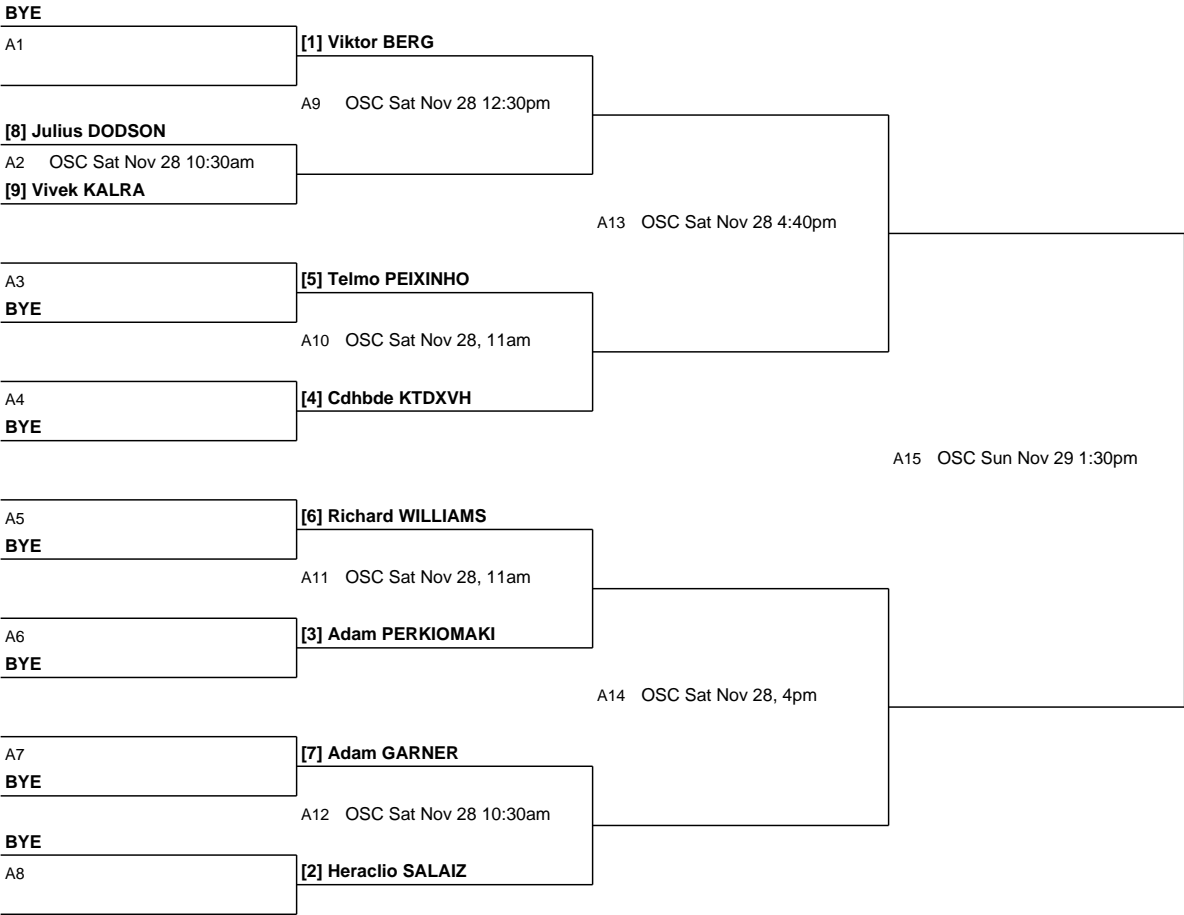 BYE
A1
[1] Viktor BERG
A9 OSC Sat Nov 28 12:30pm
[8] Julius DODSON
A2 OSC Sat Nov 28 10:30am
[9] Vivek KALRA
A13 OSC Sat Nov 28 4:40pm
A3
[5] Telmo PEIXINHO
BYE
A10 OSC Sat Nov 28, 11am
A4
[4] Cdhbde KTDXVH
BYE
A15 OSC Sun Nov 29 1:30pm
A5
[6] Richard WILLIAMS
BYE
A11 OSC Sat Nov 28, 11am
A6
[3] Adam PERKIOMAKI
BYE
A14 OSC Sat Nov 28, 4pm
A7
[7] Adam GARNER
BYE
A12 OSC Sat Nov 28 10:30am
BYE
A8
[2] Heraclio SALAIZ